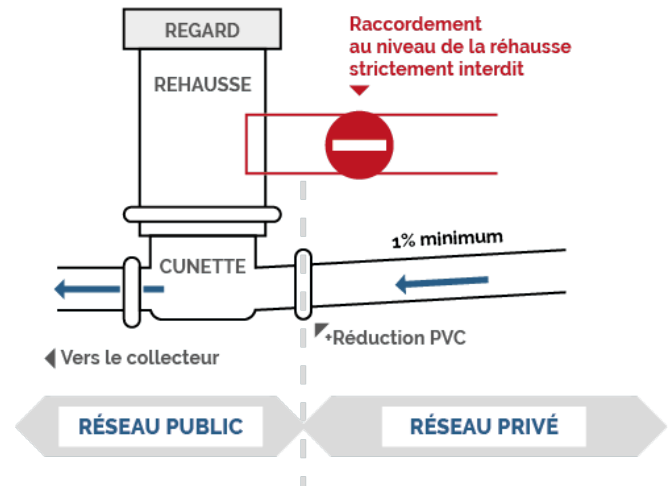 REGARD
Raccordement
au niveau de la réhausse
strictement interdit
REHAUSSE
1% minimum
CUNETTE
+Réduction PVC
Vers le collecteur
RÉSEAU PUBLIC
RÉSEAU PRIVÉ